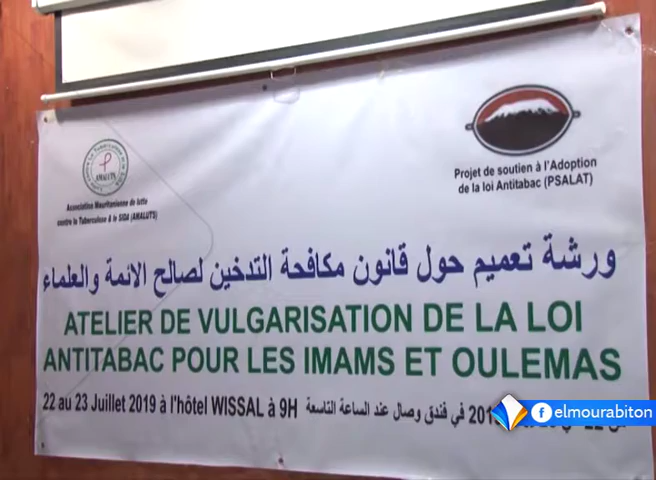 AMALUTS
Association Mauritanienne de lutte
contre la Tuberculose & le SIDA (AMALUTS)
Projet de soutien à l'Adoption
de la loi Antitabac (PSALAT)
ورشة تعميم حول قانون مكافحة التدخين لصالح الائمة والعلماء
ATELIER DE VULGARISATION DE LA LOI
ANTITABAC POUR LES IMAMS ET OULEMAS
22 au 23 Juillet 2019 à l'hôtel WISSAL à 9H في فندق وصال عند الساعة التاسعة
elmourabiton